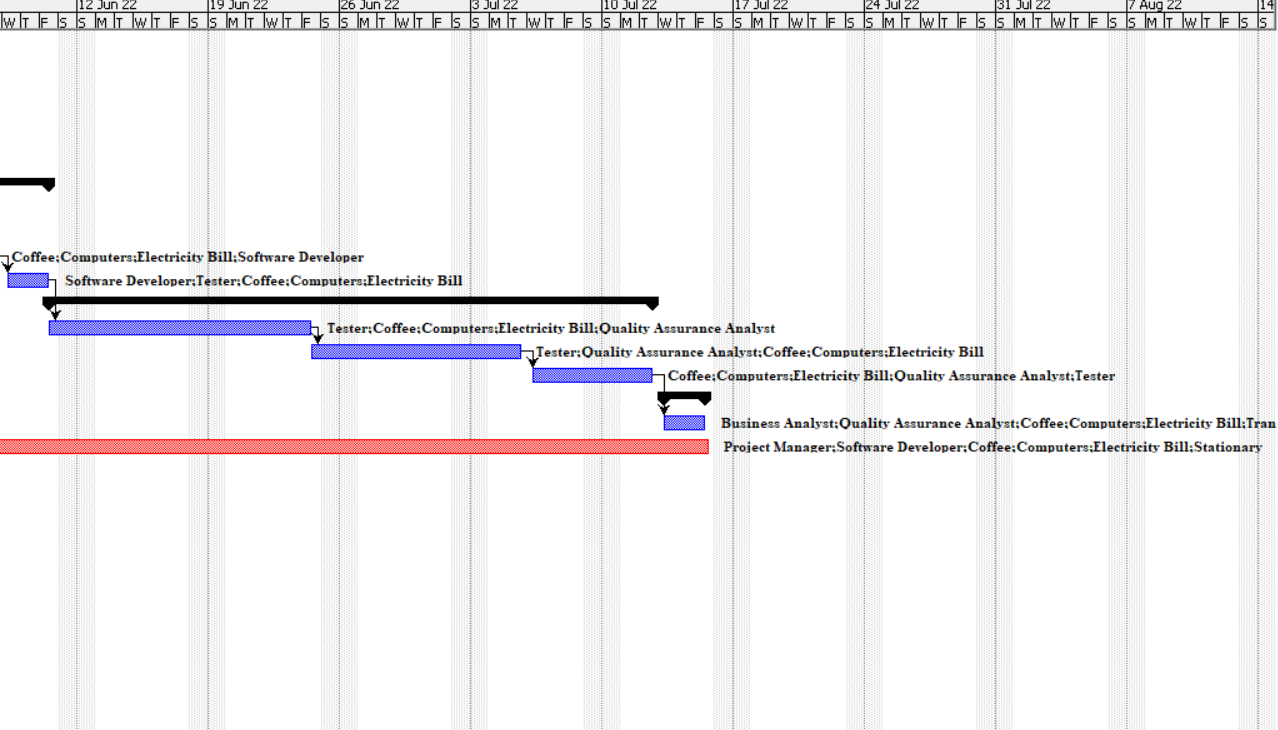 12 Jun 22 19 Jun 22 26 Jun 22 3 Jul 22 10 Jul 22 17 Jul 22 24 Jul 22 31 Jul 22 7 Aug 22 14
W T F S S M T W T F S S M T W T F S S M T W T F S S M T W T F S S M T W T F S S M T W T F S S M T W T F S S M T W T F S S M T W T F S S
Coffee;Computers;Electricity Bill;Software Developer
Software Developer;Tester;Coffee;Computers;Electricity Bill
Tester;Coffee;Computers;Electricity Bill;Quality Assurance Analyst
Tester;Quality Assurance Analyst;Coffee;Computers;Electricity Bill
Coffee;Computers;Electricity Bill;Quality Assurance Analyst;Tester
Business Analyst;Quality Assurance Analyst;Coffee;Computers;Electricity Bill;Tran
Project Manager;Software Developer;Coffee;Computers;Electricity Bill;Stationary